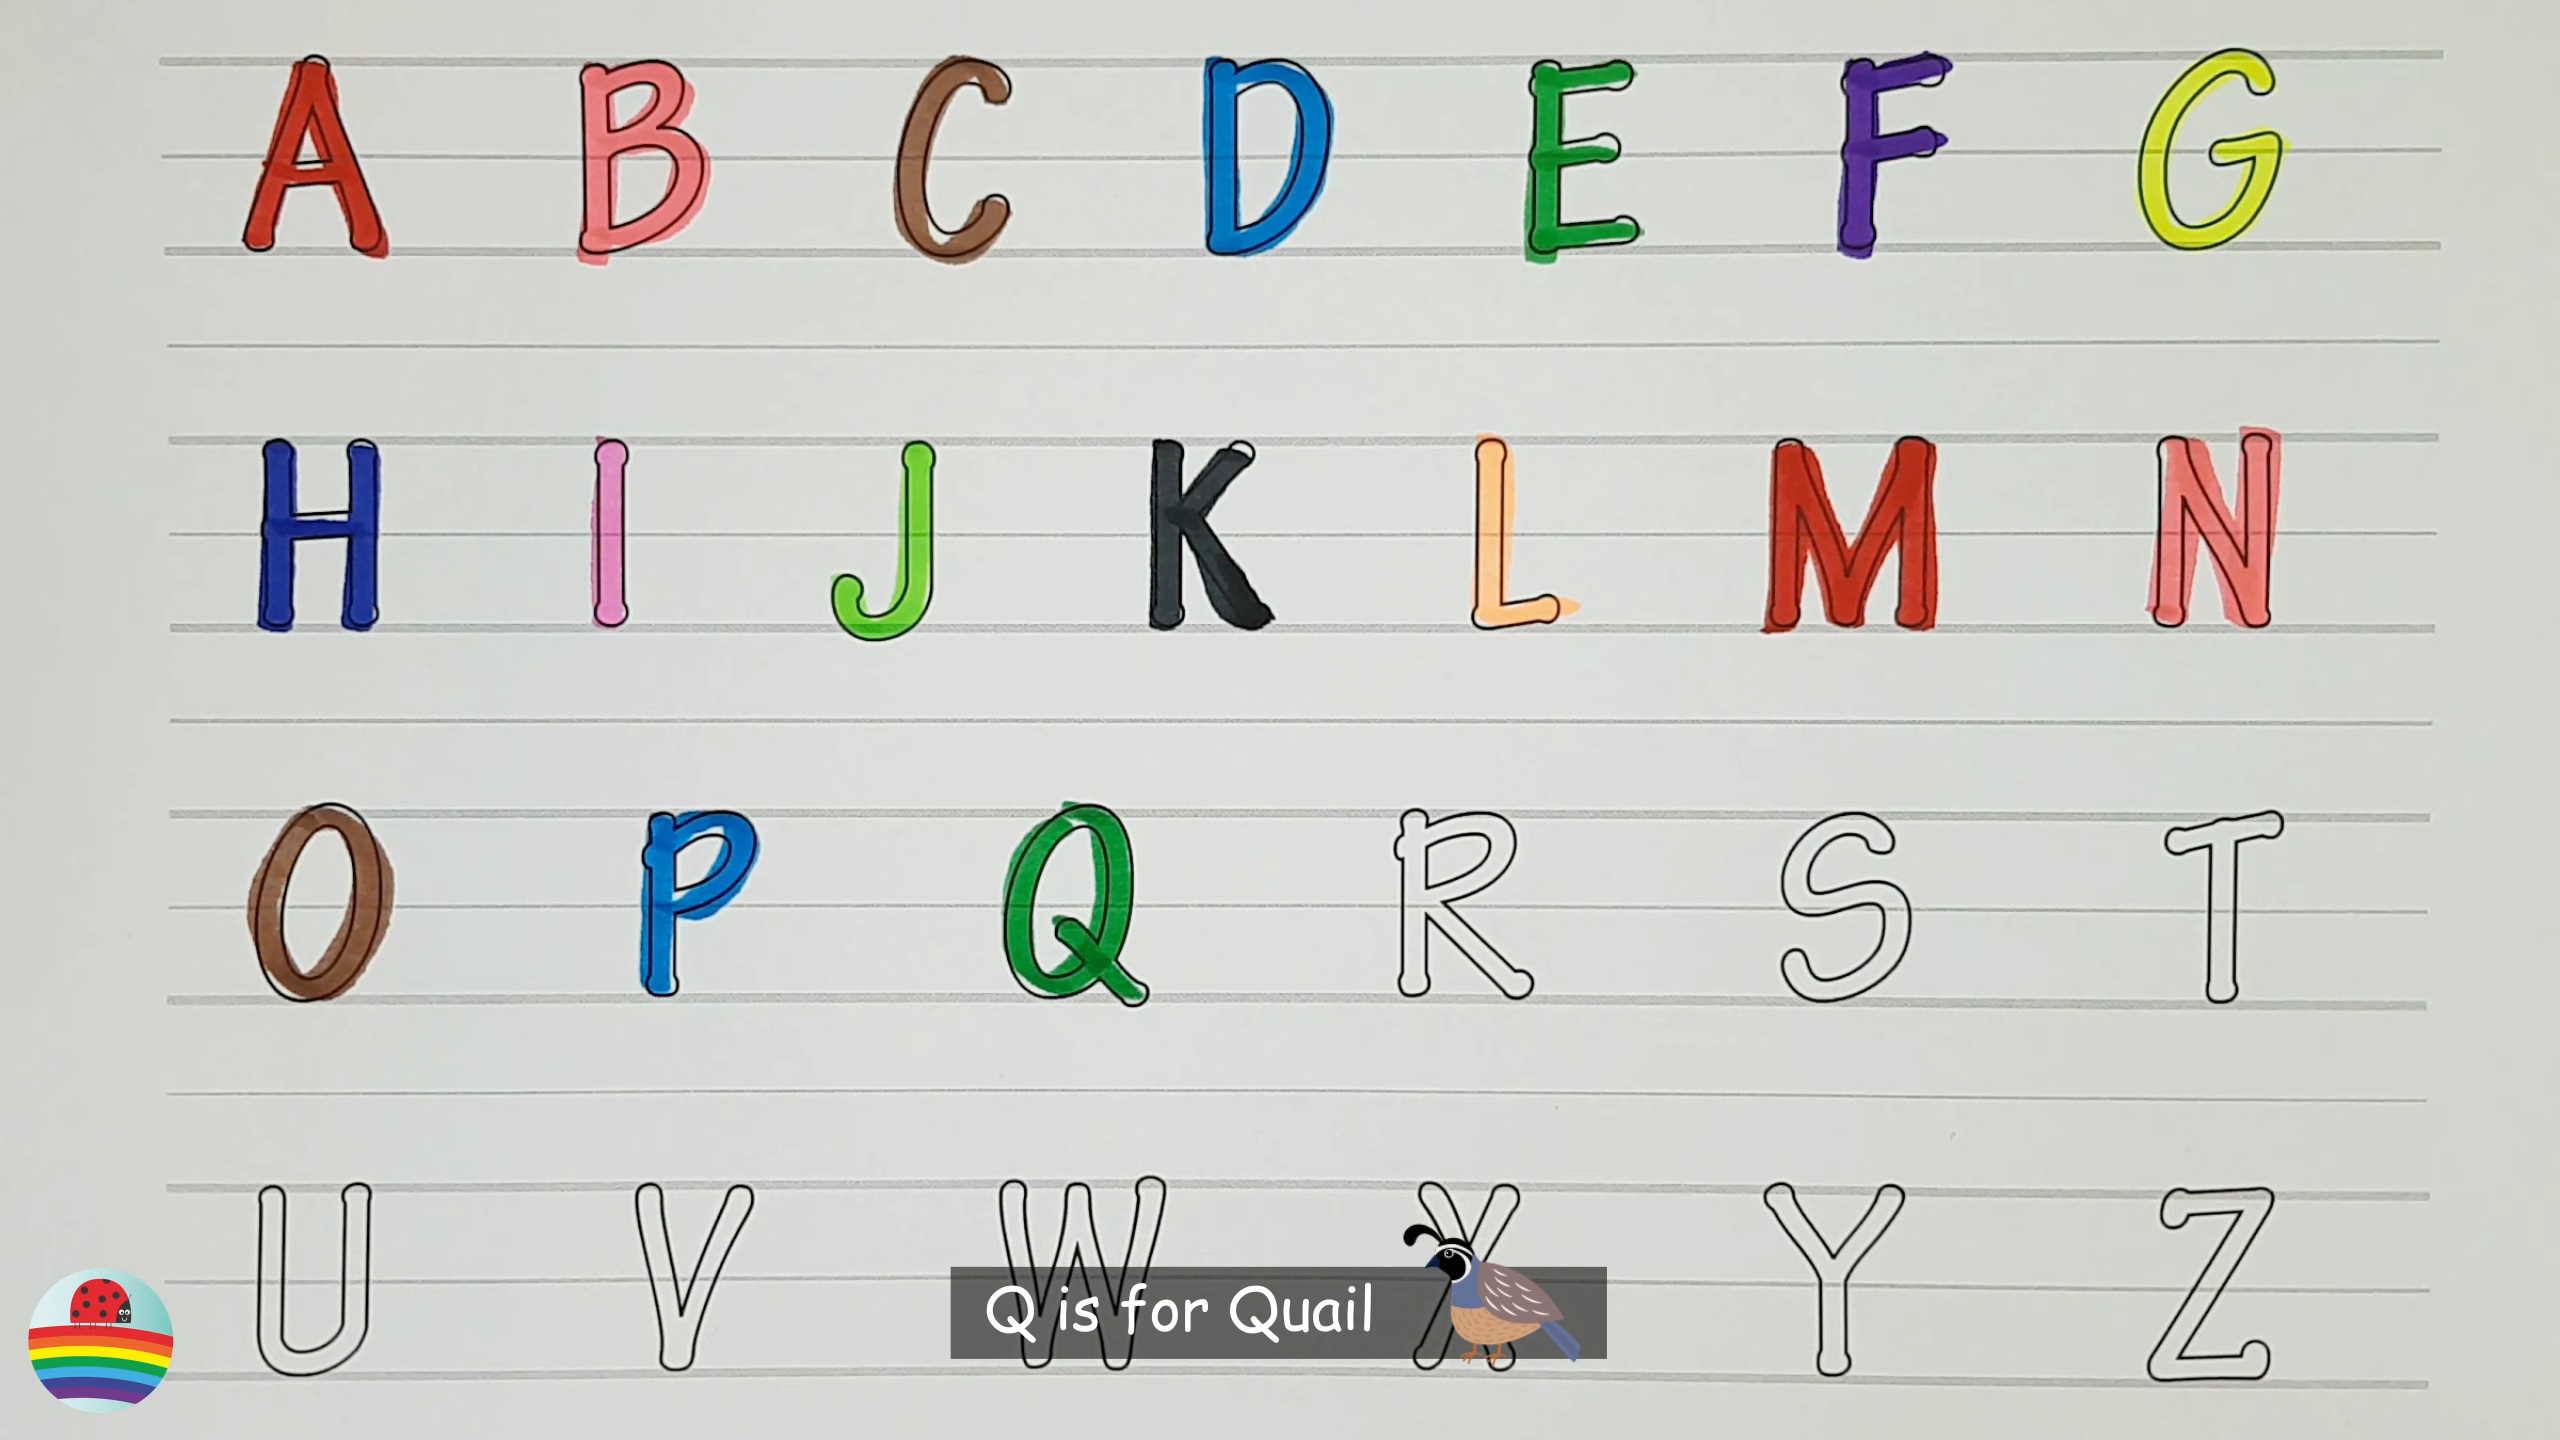 A B C D E F G
H I J K L M N
O P Q R S T
U V W X Y Z
Q is for Quail